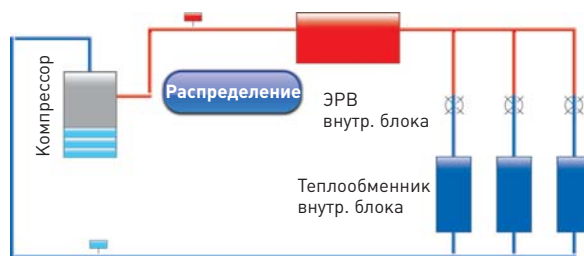 Компрессор
Распределение
ЭРВ
внутр. блока
Теплообменник
внутр. блока